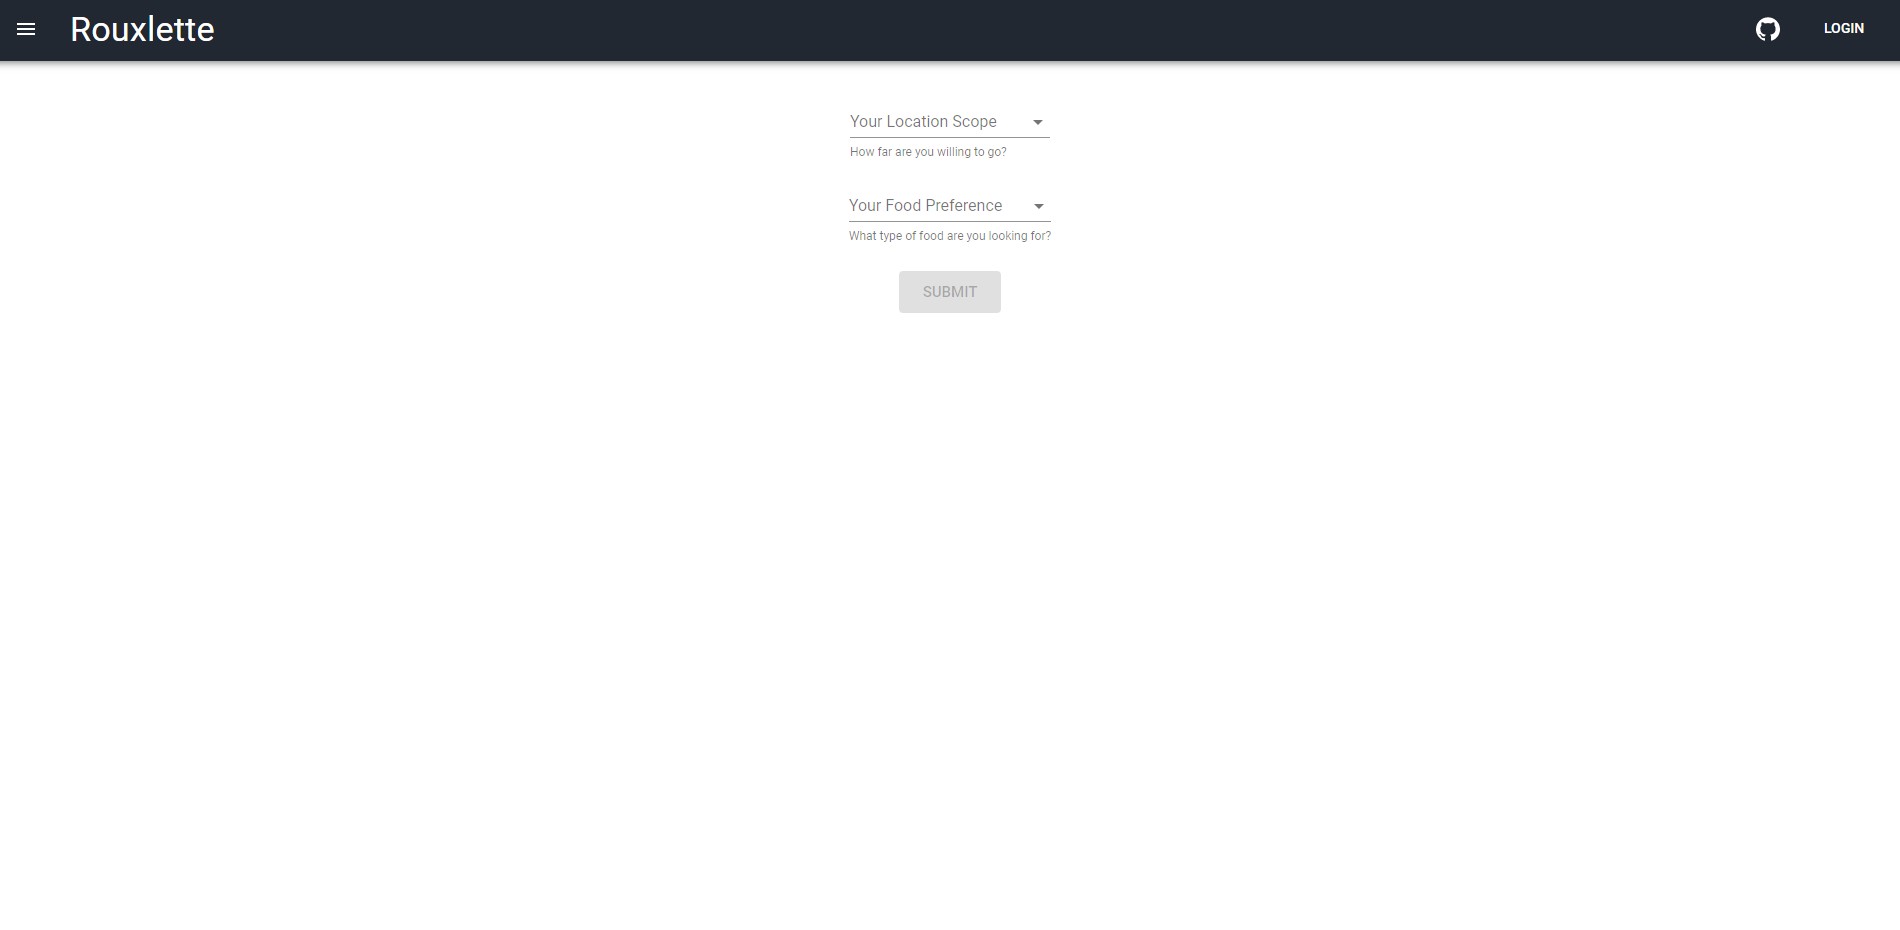 Rouxlette
LOGIN
Your Location Scope
How far are you willing to go?
Your Food Preference
What type of food are you looking for?
SUBMIT